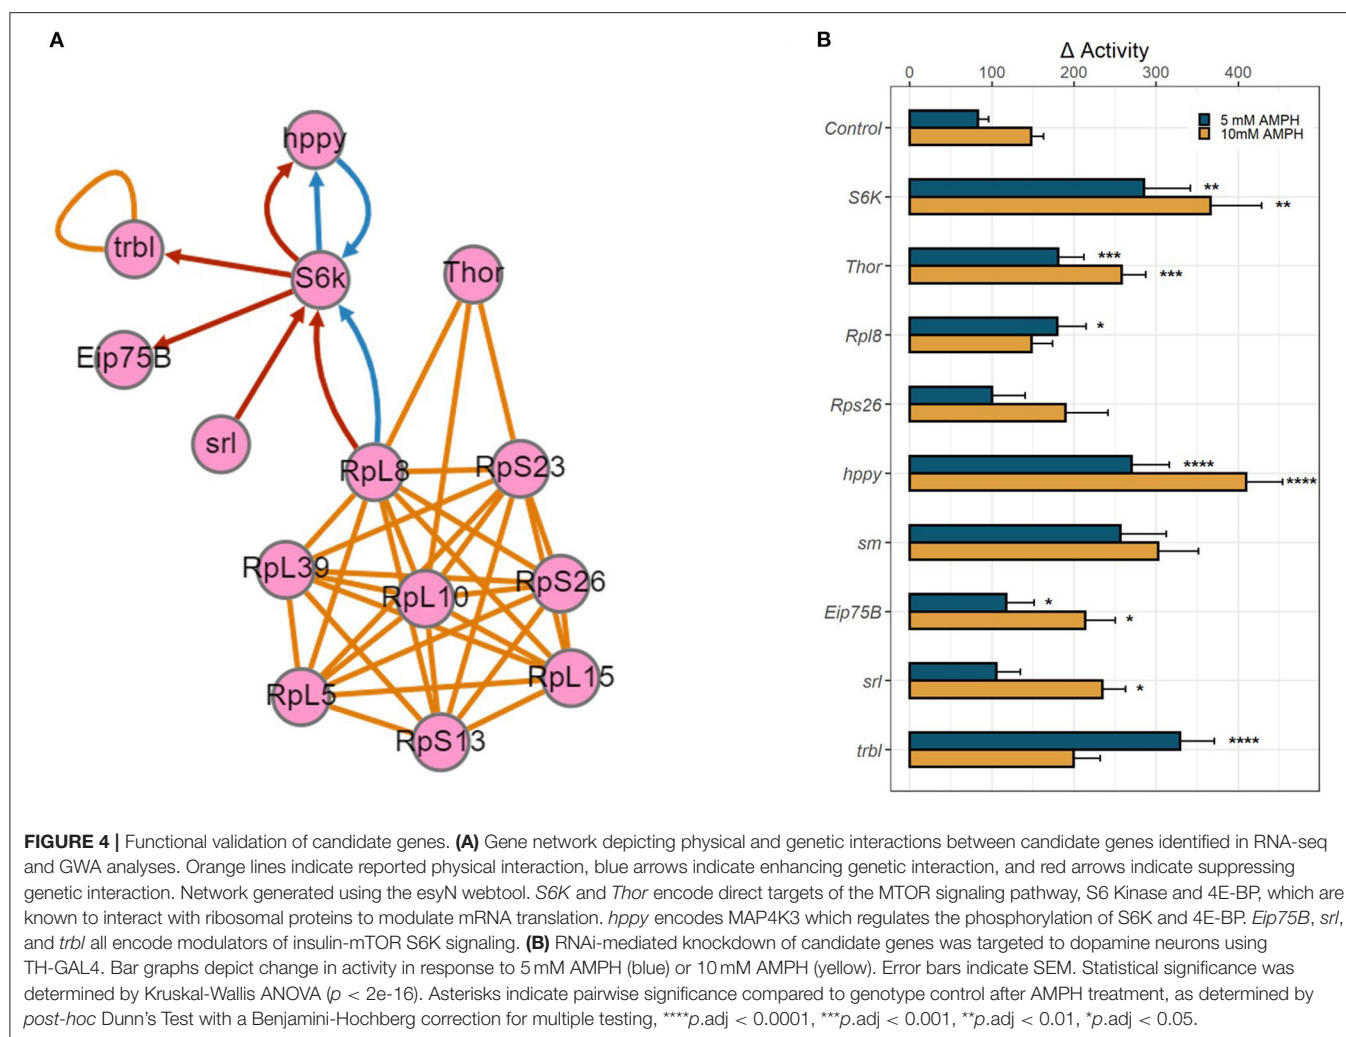 A
hppy
trbl
S6k
Thor
Eip75B
srl
RpL8
RpS23
RpL39
RpL10
RpS26
RpL5
RpL15
RpS13
B
Δ Activity
0 100 200 300 400
5 mM AMPH
10mM AMPH
Control
S6K
**
**
Thor
***
***
Rpl8
*
Rps26
hppy
****
****
sm
Eip75B
*
*
srl
*
trbl
****
FIGURE 4 | Functional validation of candidate genes. (A) Gene network depicting physical and genetic interactions between candidate genes identified in RNA-seq
and GWA analyses. Orange lines indicate reported physical interaction, blue arrows indicate enhancing genetic interaction, and red arrows indicate suppressing
genetic interaction. Network generated using the esyN webtool. S6K and Thor encode direct targets of the MTOR signaling pathway, S6 Kinase and 4E-BP, which are
known to interact with ribosomal proteins to modulate mRNA translation. hppy encodes MAP4K3 which regulates the phosphorylation of S6K and 4E-BP. Eip75B, srl,
and trbl all encode modulators of insulin-mTOR S6K signaling. (B) RNAi-mediated knockdown of candidate genes was targeted to dopamine neurons using
TH-GAL4. Bar graphs depict change in activity in response to 5 mM AMPH (blue) or 10 mM AMPH (yellow). Error bars indicate SEM. Statistical significance was
determined by Kruskal-Wallis ANOVA (p < 2e-16). Asterisks indicate pairwise significance compared to genotype control after AMPH treatment, as determined by
post-hoc Dunn's Test with a Benjamini-Hochberg correction for multiple testing, ****p.adj < 0.0001, ***p.adj < 0.001, **p.adj < 0.01, *p.adj < 0.05.